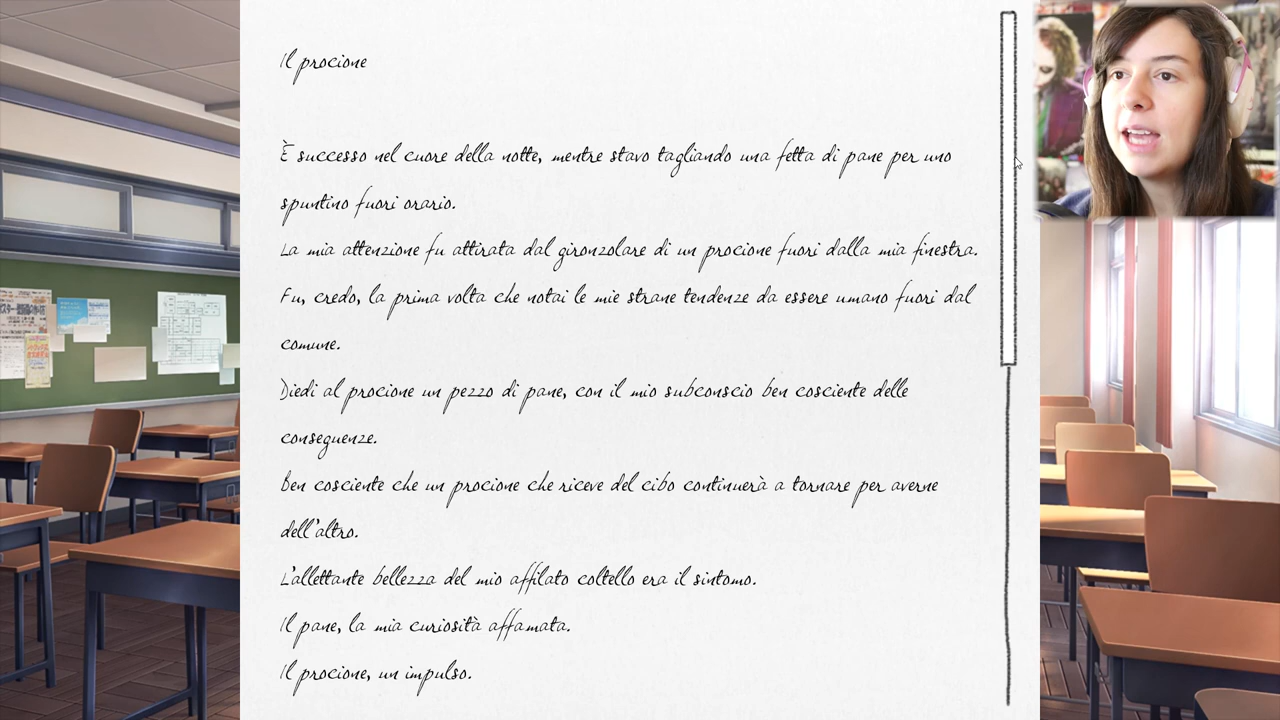 Il procione
È successo nel cuore della notte, mentre stavo tagliando una fetta di pane per uno
spuntino fuori orario.
La mia attenzione fu attirata dal gironzolare di un procione fuori dalla mia finestra.
Fu, credo, la prima volta che notai le mie strane tendenze da essere umano fuori dal
comune.
Diedi al procione un pezzo di pane, con il mio subconscio ben cosciente delle
conseguenze.
Ben cosciente che un procione che riceve del cibo continuerà a tornare per averne
dell'altro.
L'allettante bellezza del mio affilato coltello era il sintomo.
Il pane, la mia curiosità affamata.
Il procione, un impulso.